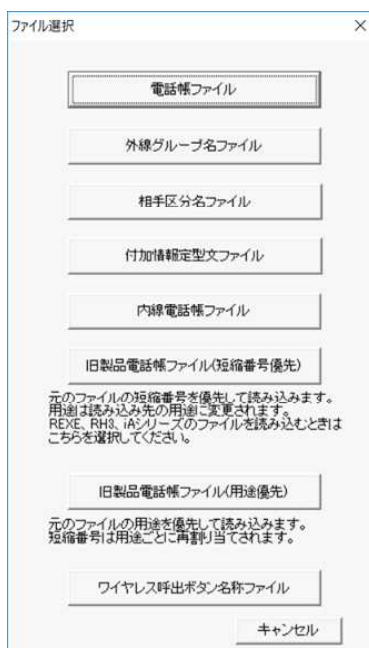 ファイル選択
電話帳ファイル
外線グループ名ファイル
相手区分名ファイル
付加情報定型文ファイル
内線電話帳ファイル
旧製品電話帳ファイル(短縮番号優先)
元のファイルの短縮番号を優先して読み込みます。
用途は読み込み先の用途に変更されます。
REXE、RH3、iAシリーズのファイルを読み込むときは
こちらを選択してください。
旧製品電話帳ファイル(用途優先)
元のファイルの用途を優先して読み込みます。
短縮番号は用途ごとに再割り当てされます。
ワイヤレス呼出ボタン名称ファイル
キャンセル